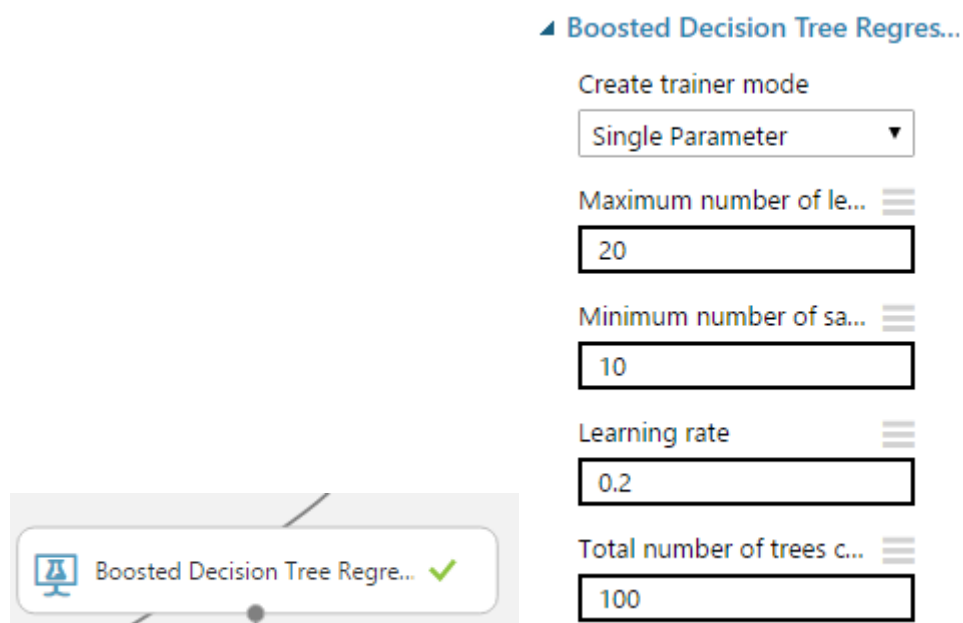 Boosted Decision Tree Regres...
Create trainer mode
Single Parameter
Maximum number of le...
20
Minimum number of sa...
10
Learning rate
0.2
Total number of trees c...
100
Boosted Decision Tree Regre...